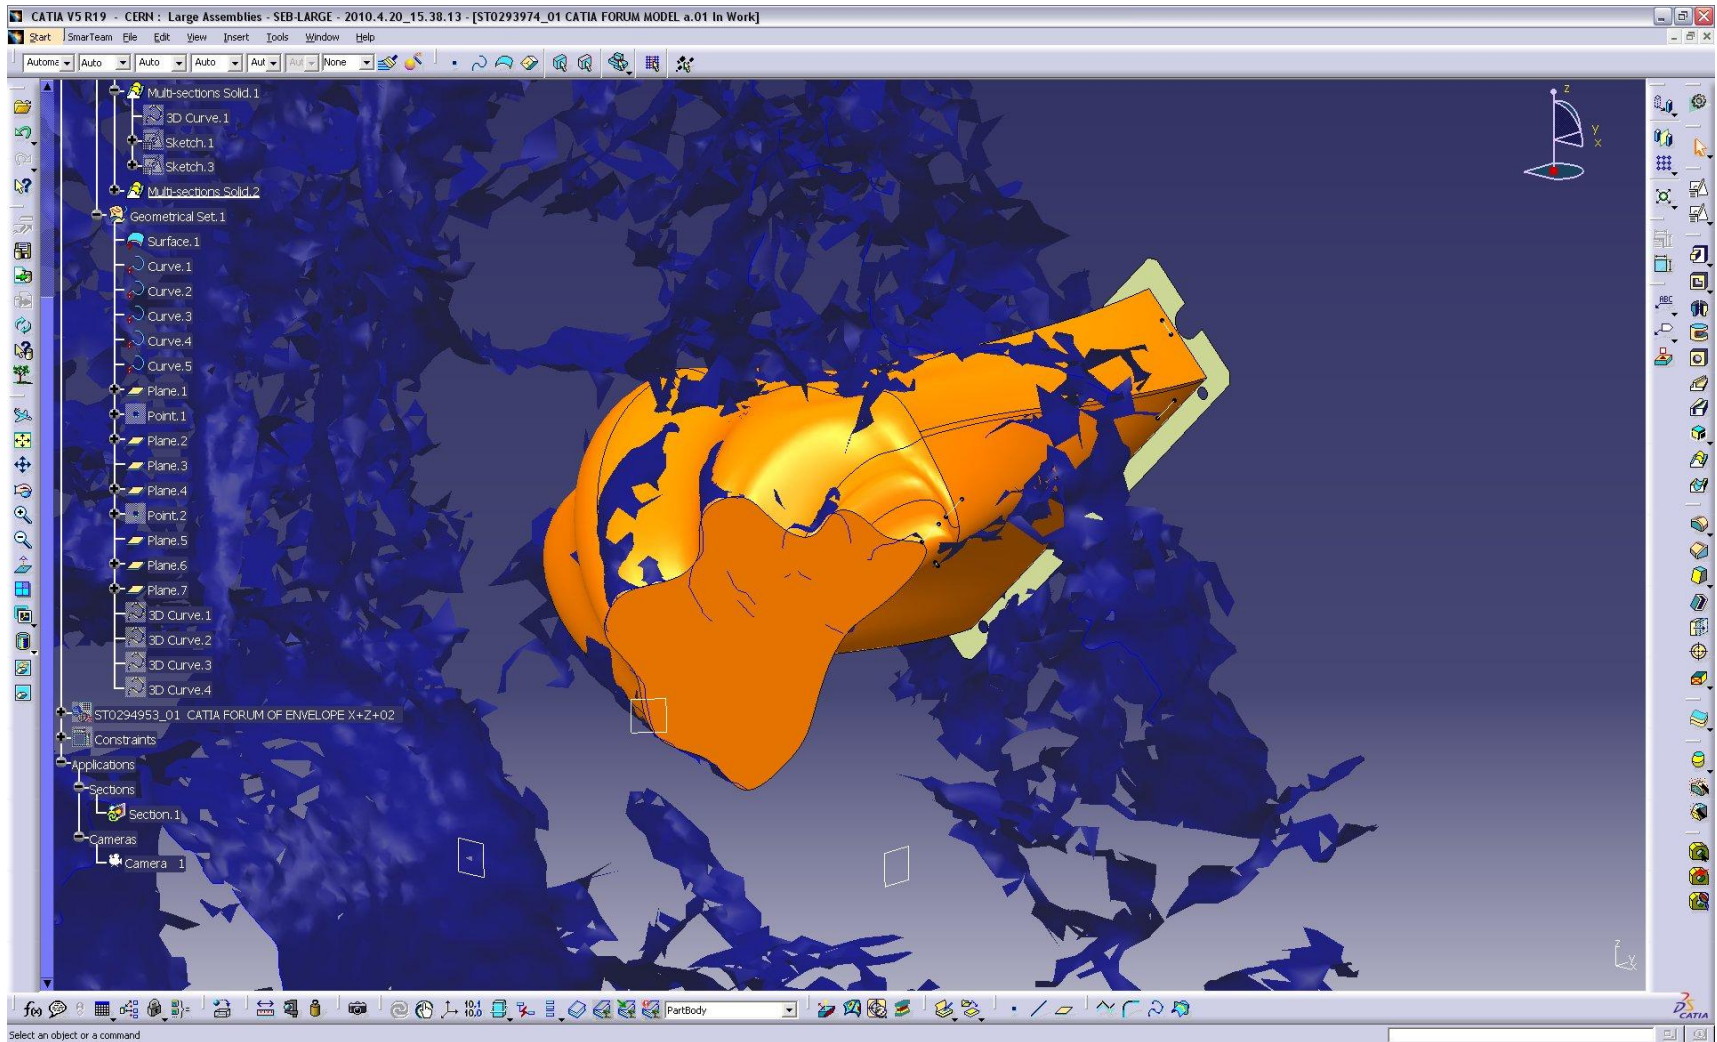 CATIA V5 R19 - CERN : Large Assemblies - SEB-LARGE - 2010.4.20_15.38.13 - [ST0293974_01 CATIA FORUM MODEL a.01 In Work]
Start SmarTeam File Edit View Insert Tools Window Help
Auto Auto Auto Aut None
Multi-sections Solid.1
3D Curve.1
Sketch.1
Sketch.3
Multi-sections Solid.2
Geometrical Set.1
Surface.1
Curve.1
Curve.2
Curve.3
Curve.4
Curve.5
Plane.1
Point.1
Plane.2
Plane.3
Plane.4
Point.2
Plane.5
Plane.6
Plane.7
3D Curve.1
3D Curve.2
3D Curve.3
3D Curve.4
ST0294953_01 CATIA FORUM OF ENVELOPE X+Z+02
Constraints
Applications
Sections
Section.1
Cameras
Camera 1
z
y
x
ABC
f(x)
10.1
10.0
PartBody
CATIA
Select an object or a command